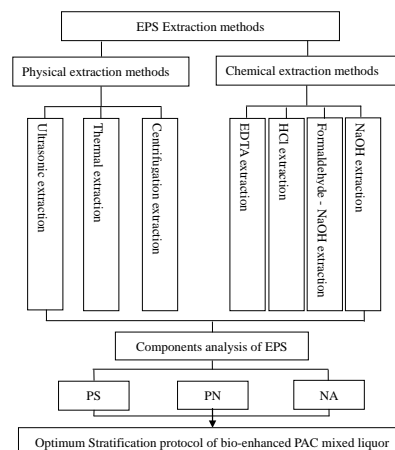 EPS Extraction methods
Physical extraction methods
Chemical extraction methods
Ultrasonic extraction
Thermal extraction
Centrifugation extraction
EDTA extraction
HCl extraction
Formaldehyde - NaOH extraction
NaOH extraction
Components analysis of EPS
PS
PN
NA
Optimum Stratification protocol of bio-enhanced PAC mixed liquor